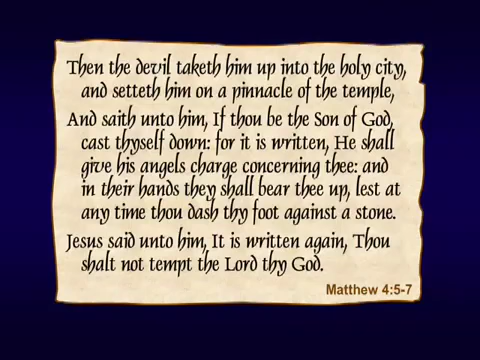 Then the devil taketh him up into the holy city,
and setteth him on a pinnacle of the temple,
And saith unto him, If thou be the Son of God,
cast thyself down: for it is written, He shall
give his angels charge concerning thee: and
in their hands they shall bear thee up, lest at
any time thou dash thy foot against a stone.
Jesus said unto him, It is written again, Thou
shalt not tempt the Lord thy God.
Matthew 4:5-7